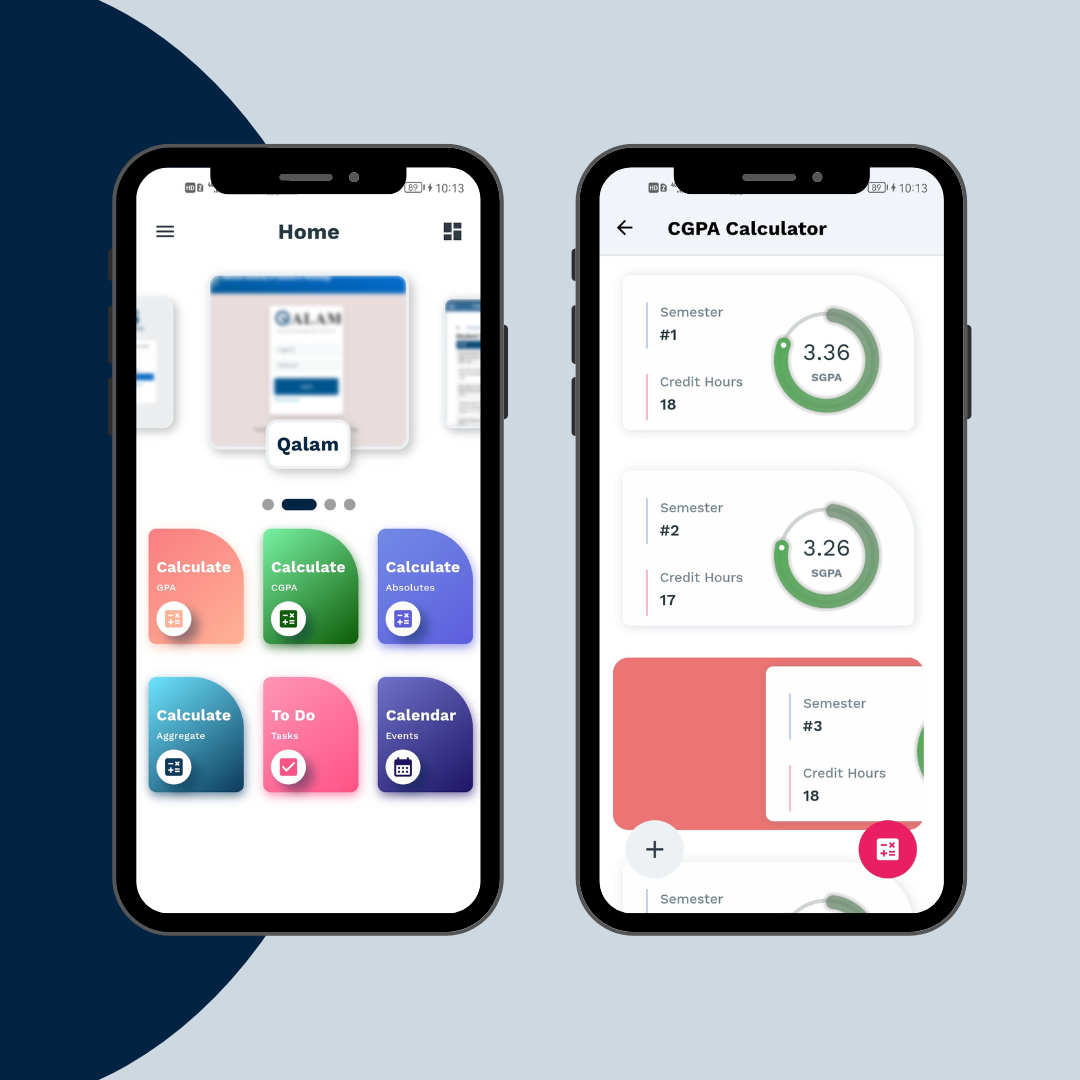 10:13
89
Home
QALAM
Qalam
Calculate
GPA
Calculate
CGPA
Calculate
Absolutes
Calculate
Aggregate
To Do
Tasks
Calendar
Events
89
10:13
CGPA Calculator
Semester
#1
Credit Hours
18
3.36
SGPA
Semester
#2
Credit Hours
17
3.26
SGPA
Semester
#3
Credit Hours
18
Semester